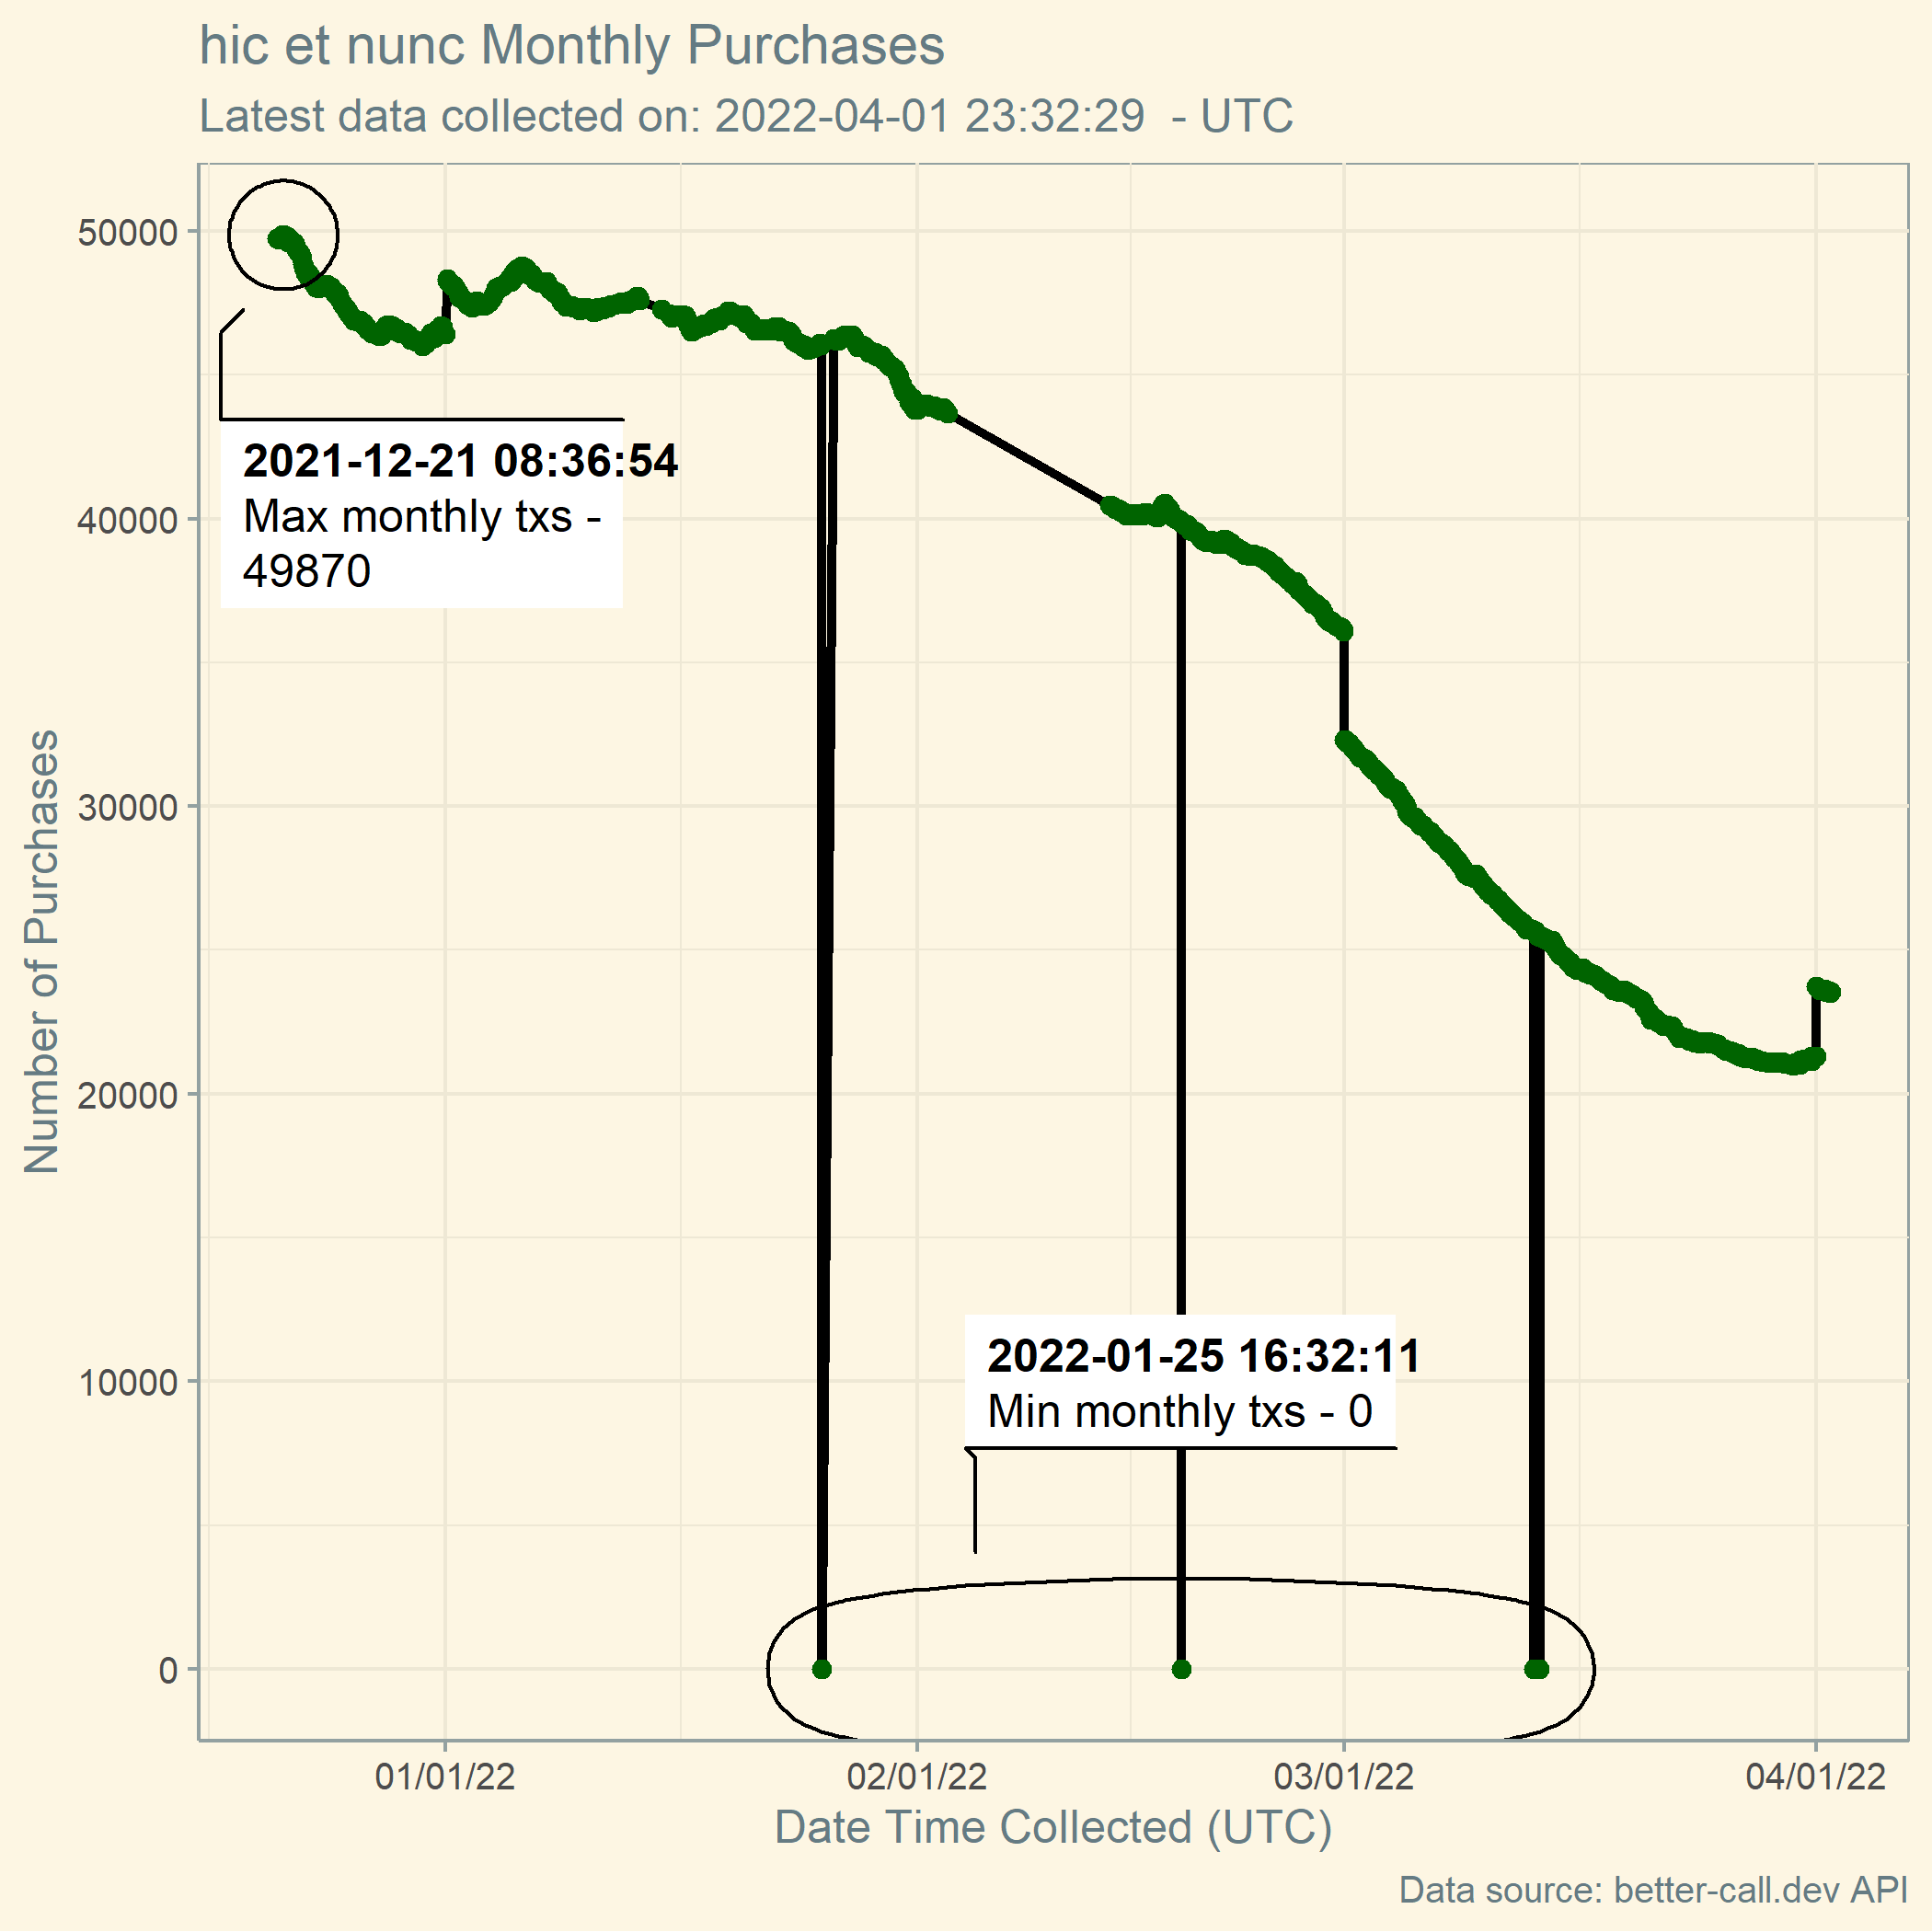 hic et nunc Monthly Purchases
Latest data collected on: 2022-04-01 23:32:29  - UTC
Number of Purchases
50000
40000
30000
20000
10000
0
2021-12-21 08:36:54
Max monthly txs -
49870
2022-01-25 16:32:11
Min monthly txs - 0
01/01/22
02/01/22
03/01/22
04/01/22
Date Time Collected (UTC)
Data source: better-call.dev API